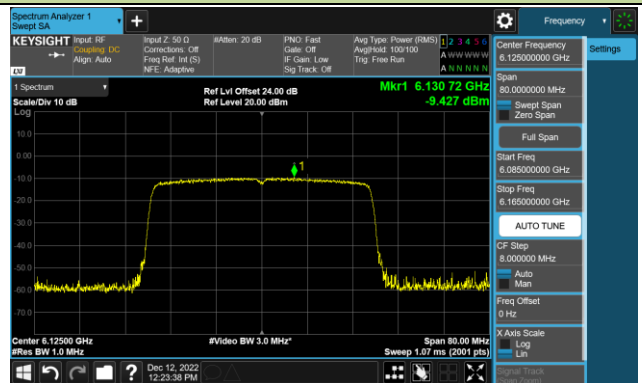 Spectrum Analyzer 1
Swept SA
Frequency
KEYSIGHT
Input: RF
Coupling: DC
Align: Auto
Input Z: 50 Ω
Corrections: Off
Freq Ref: Int (S)
NFE: Adaptive
#Atten: 20 dB
PNO: Fast
Gate: Off
IF Gain: Low
Sig Track: Off
Avg Type: Power (RMS)
Avg|Hold: 100/100
Trig: Free Run
1 2 3 4 5 6
A W W W W W
A N N N N N
LXI
1 Spectrum
Scale/Div 10 dB
Log
Ref Lvl Offset 24.00 dB
Ref Level 20.00 dBm
Mkr1 6.130 72 GHz
-9.427 dBm
1
10.0
0.00
-10.0
-20.0
-30.0
-40.0
-50.0
-60.0
-70.0
Center 6.12500 GHz
#Res BW 1.0 MHz
#Video BW 3.0 MHz*
Span 80.00 MHz
Sweep 1.07 ms (2001 pts)
Dec 12, 2022
12:23:38 PM
Center Frequency
6.125000000 GHz
Settings
Span
80.0000000 MHz
Swept Span
Zero Span
Full Span
Start Freq
6.085000000 GHz
Stop Freq
6.165000000 GHz
AUTO TUNE
CF Step
8.000000 MHz
Auto
Man
Freq Offset
0 Hz
X Axis Scale
Log
Lin
Signal Track
(Span Zoom)